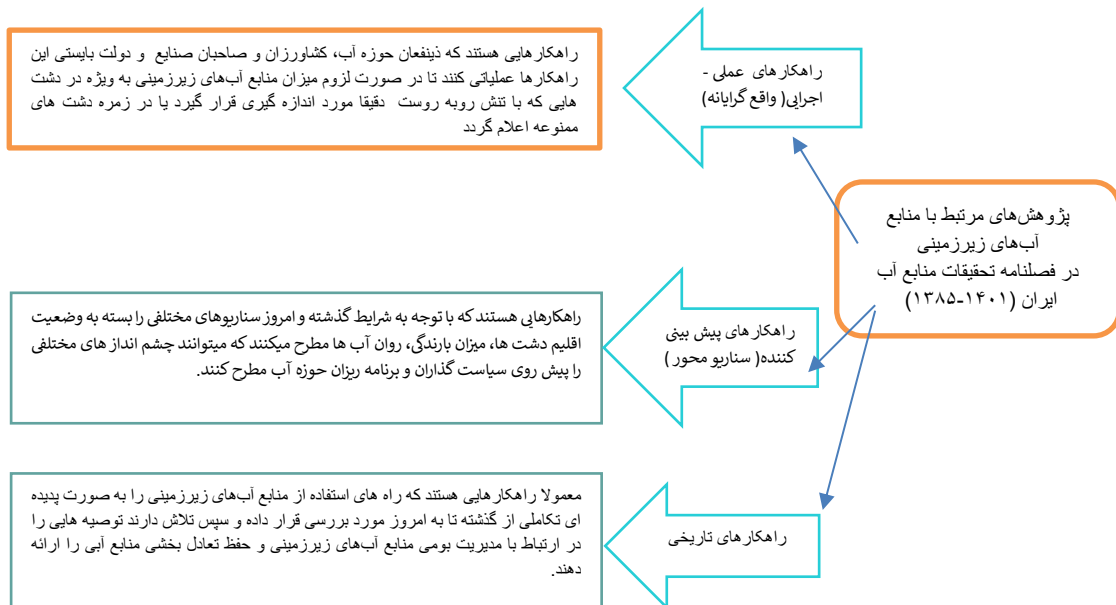 راهکارهایی هستند که ذینفعان حوزه آب، کشاورزان و صاحبان صنایع و دولت بایستی این
راهکارها عملیاتی کنند تا در صورت لزوم میزان منابع آب‌های زیرزمینی به ویژه در دشت
هایی که با تنش روبه روست دقیقا مورد اندازه گیری قرار گیرد یا در زمره دشت های
ممنوعه اعلام گردد
راهکارهای عملی -
اجرایی( واقع گرایانه)
پژوهش‌های مرتبط با منابع
آب‌های زیرزمینی
در فصلنامه تحقیقات منابع آب
ایران (۱۴۰۱-۱۳۸۵)
راهکارهایی هستند که با توجه به شرایط گذشته و امروز سناریوهای مختلفی را بسته به وضعیت
اقلیم دشت ها، میزان بارندگی، روان آب ها مطرح میکنند که میتوانند چشم انداز های مختلفی
را پیش روی سیاست گذاران و برنامه ریزان حوزه آب مطرح کنند.
راهکارهای پیش بینی
کننده( سناریو محور )
معمولا راهکارهایی هستند که راه های استفاده از منابع آب‌های زیرزمینی را به صورت پدیده
ای تکاملی از گذشته تا به امروز مورد بررسی قرار داده و سپس تلاش دارند توصیه هایی را
در ارتباط با مدیریت بومی منابع آب‌های زیرزمینی و حفظ تعادل بخشی منابع آبی را ارائه
دهند.
راهکارهای تاریخی